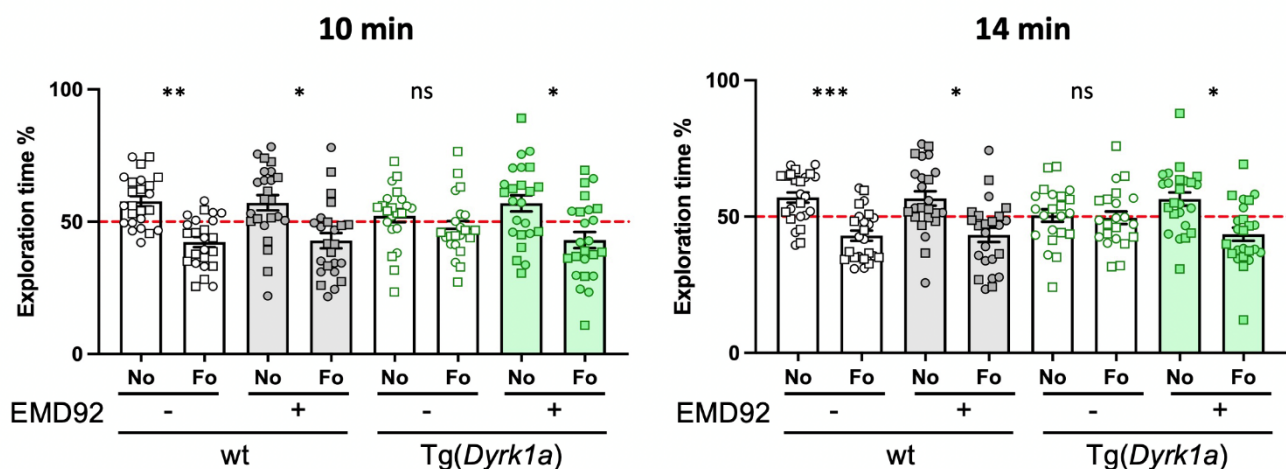 10 min
** * ns *
Exploration time %
100
50
0
No Fo No Fo No Fo No Fo
EMD92 - + - +
wt Tg(Dyrk1a)
14 min
*** * ns *
Exploration time %
100
50
0
No Fo No Fo No Fo No Fo
EMD92 - + - +
wt Tg(Dyrk1a)